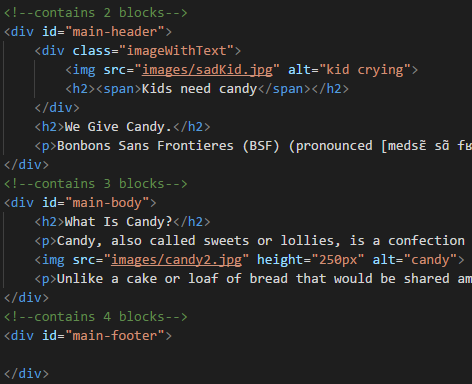 <!--contains 2 blocks-->
<div id="main-header">
<div class="imageWithText">
<img src="images/sadKid.jpg" alt="kid crying">
<h2><span>Kids need candy</span></h2>
</div>
<h2>We Give Candy.</h2>
<p>Bonbons Sans Frontieres (BSF) (pronounced [medsɛ̃ sɑ̃ fʁ
</div>
<!--contains 3 blocks-->
<div id="main-body">
<h2>What Is Candy?</h2>
<p>Candy, also called sweets or lollies, is a confection
<img src="images/candy2.jpg" height="250px" alt="candy">
<p>Unlike a cake or loaf of bread that would be shared am
</div>
<!--contains 4 blocks-->
<div id="main-footer">
</div>